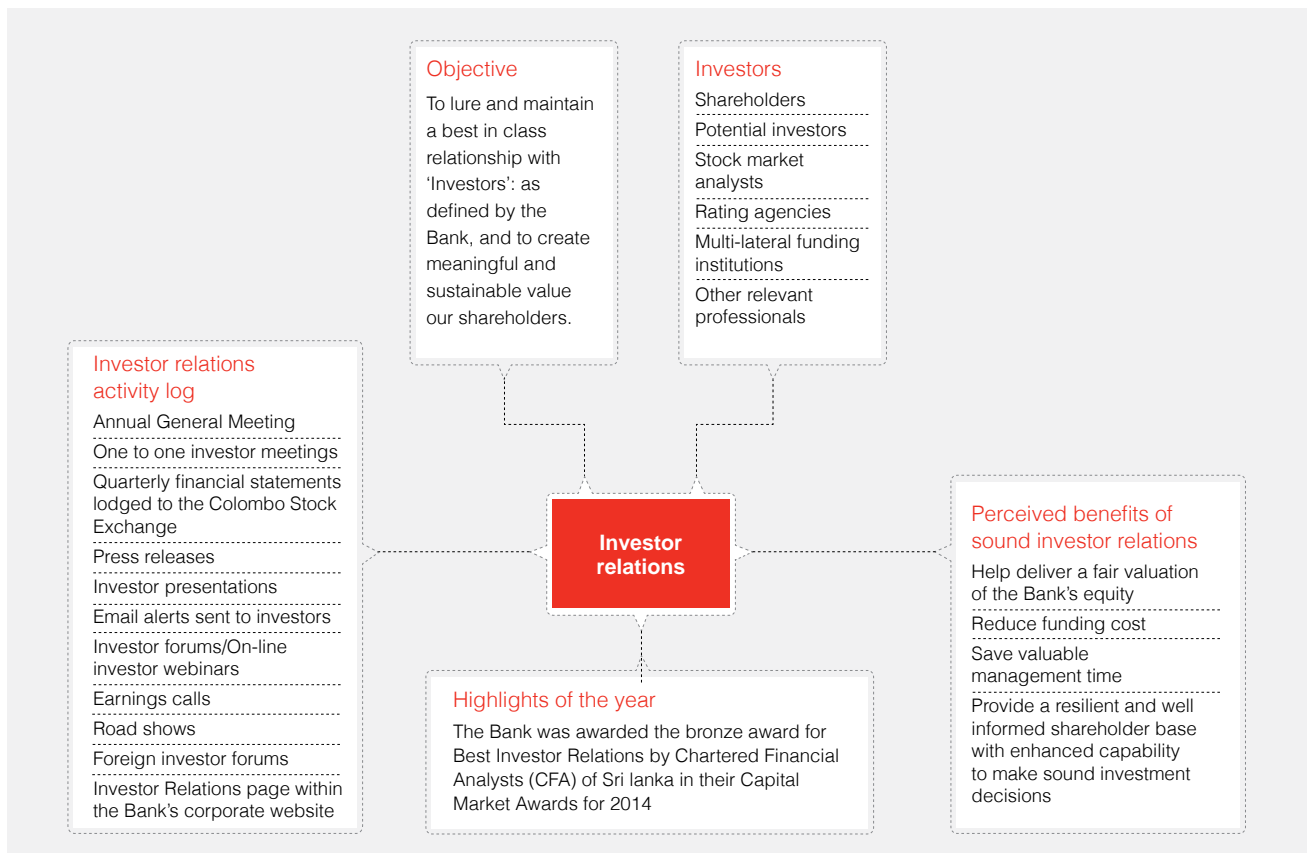 Objective
To lure and maintain
a best in class
relationship with
‘Investors’: as
defined by the
Bank, and to create
meaningful and
sustainable value
our shareholders.
Investors
Shareholders
Potential investors
Stock market
analysts
Rating agencies
Multi-lateral funding
institutions
Other relevant
professionals
Investor relations
activity log
Annual General Meeting
One to one investor meetings
Quarterly financial statements
lodged to the Colombo Stock
Exchange
Press releases
Investor presentations
Email alerts sent to investors
Investor forums/On-line
investor webinars
Earnings calls
Road shows
Foreign investor forums
Investor Relations page within
the Bank’s corporate website
Investor
relations
Highlights of the year
The Bank was awarded the bronze award for
Best Investor Relations by Chartered Financial
Analysts (CFA) of Sri lanka in their Capital
Market Awards for 2014
Perceived benefits of
sound investor relations
Help deliver a fair valuation
of the Bank’s equity
Reduce funding cost
Save valuable
management time
Provide a resilient and well
informed shareholder base
with enhanced capability
to make sound investment
decisions